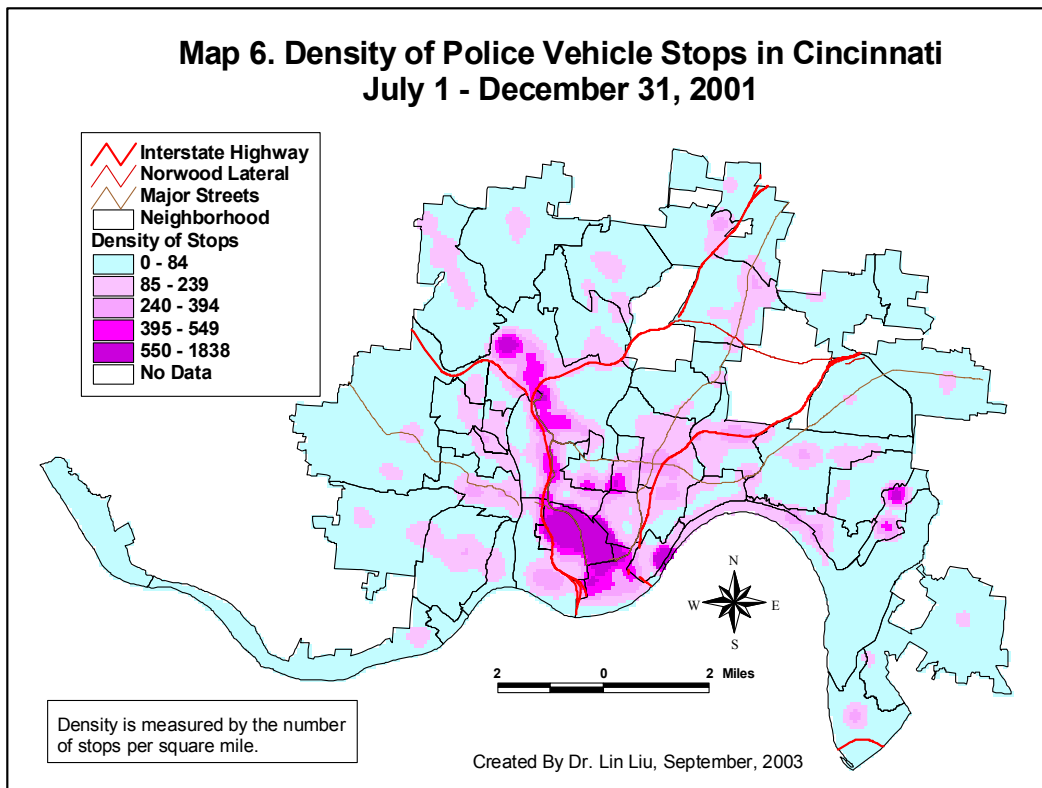 Map 6. Density of Police Vehicle Stops in Cincinnati
July 1 - December 31, 2001
Interstate Highway
Norwood Lateral
Major Streets
Neighborhood
Density of Stops
0 - 84
85 - 239
240 - 394
395 - 549
550 - 1838
No Data
N
W E
S
2 0 2 Miles
Density is measured by the number
of stops per square mile.
Created By Dr. Lin Liu, September, 2003